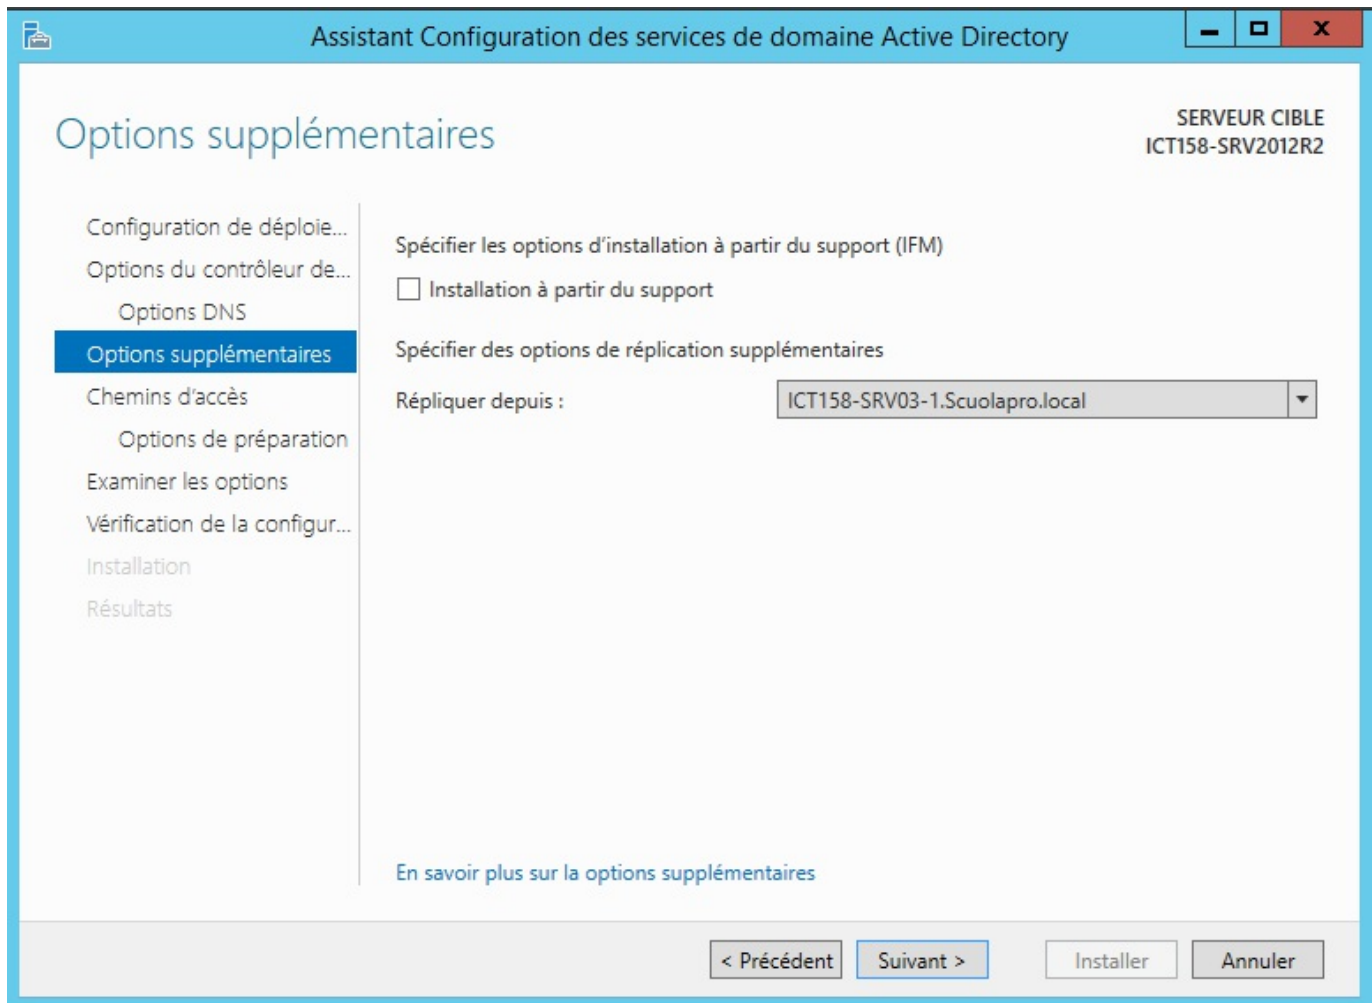 Assistant Configuration des services de domaine Active Directory
Options supplémentaires
SERVEUR CIBLE
ICT158-SRV2012R2
Configuration de déploie...
Options du contrôleur de...
Options DNS
Options supplémentaires
Chemins d'accès
Options de préparation
Examiner les options
Vérification de la configur...
Installation
Résultats
Spécifier les options d'installation à partir du support (IFM)
Installation à partir du support
Spécifier des options de réplication supplémentaires
Répliquer depuis :
ICT158-SRV03-1.Scuolapro.local
En savoir plus sur la options supplémentaires
< Précédent
Suivant >
Installer
Annuler